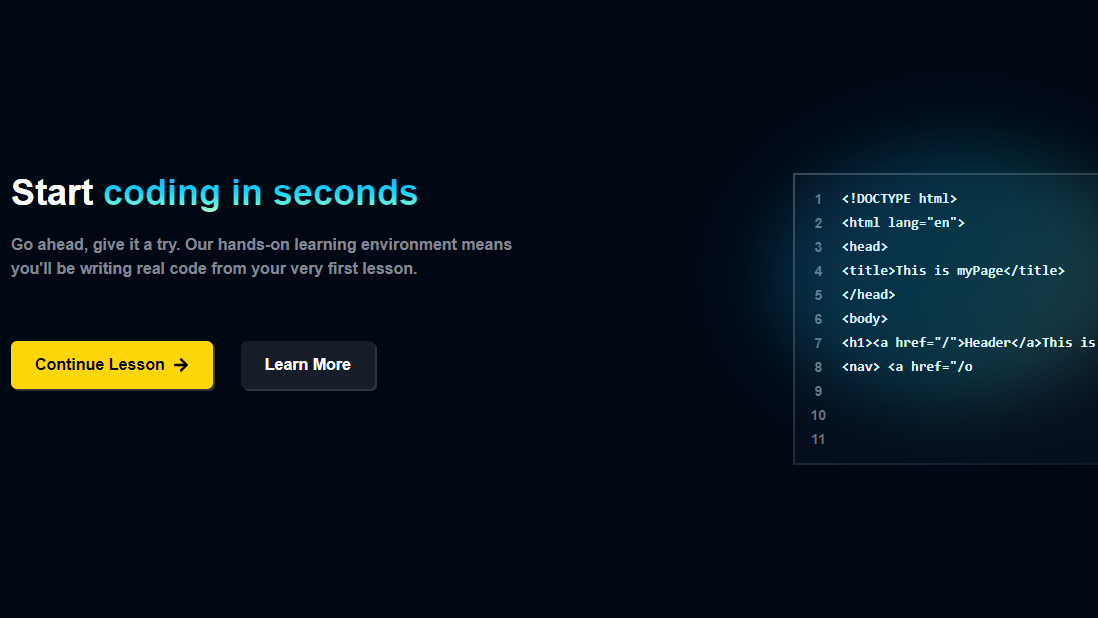 Start coding in seconds
Go ahead, give it a try. Our hands-on learning environment means
you'll be writing real code from your very first lesson.
Continue Lesson →
Learn More
1 <!DOCTYPE html>
2 <html lang="en">
3 <head>
4 <title>This is myPage</title>
5 </head>
6 <body>
7 <h1><a href="/">Header</a>This is
8 <nav> <a href="/o
9
10
11